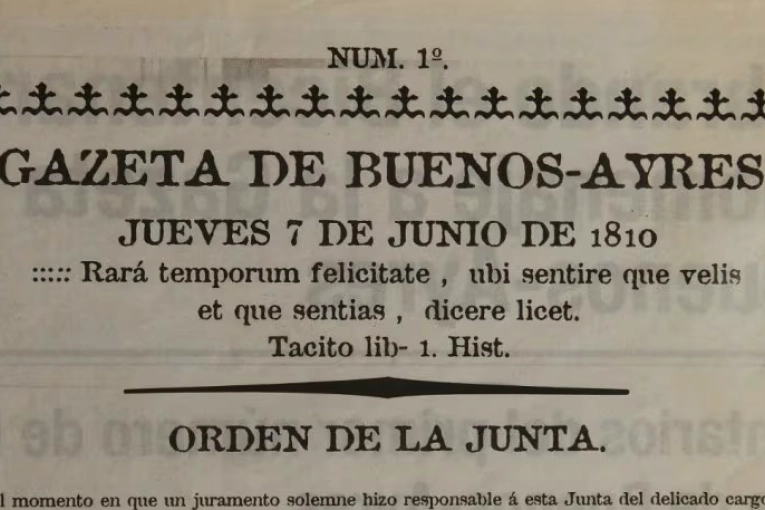 NUM. 1º.
GAZETA DE BUENOS-AYRES
JUEVES 7 DE JUNIO DE 1810
::::: Rará temporum felicitate , ubi sentire que velis
et que sentias , dicere licet.
Tacito lib- 1. Hist.
ORDEN DE LA JUNTA.
l momento en que un juramento solemne hizo responsable á esta Junta del delicado cargo